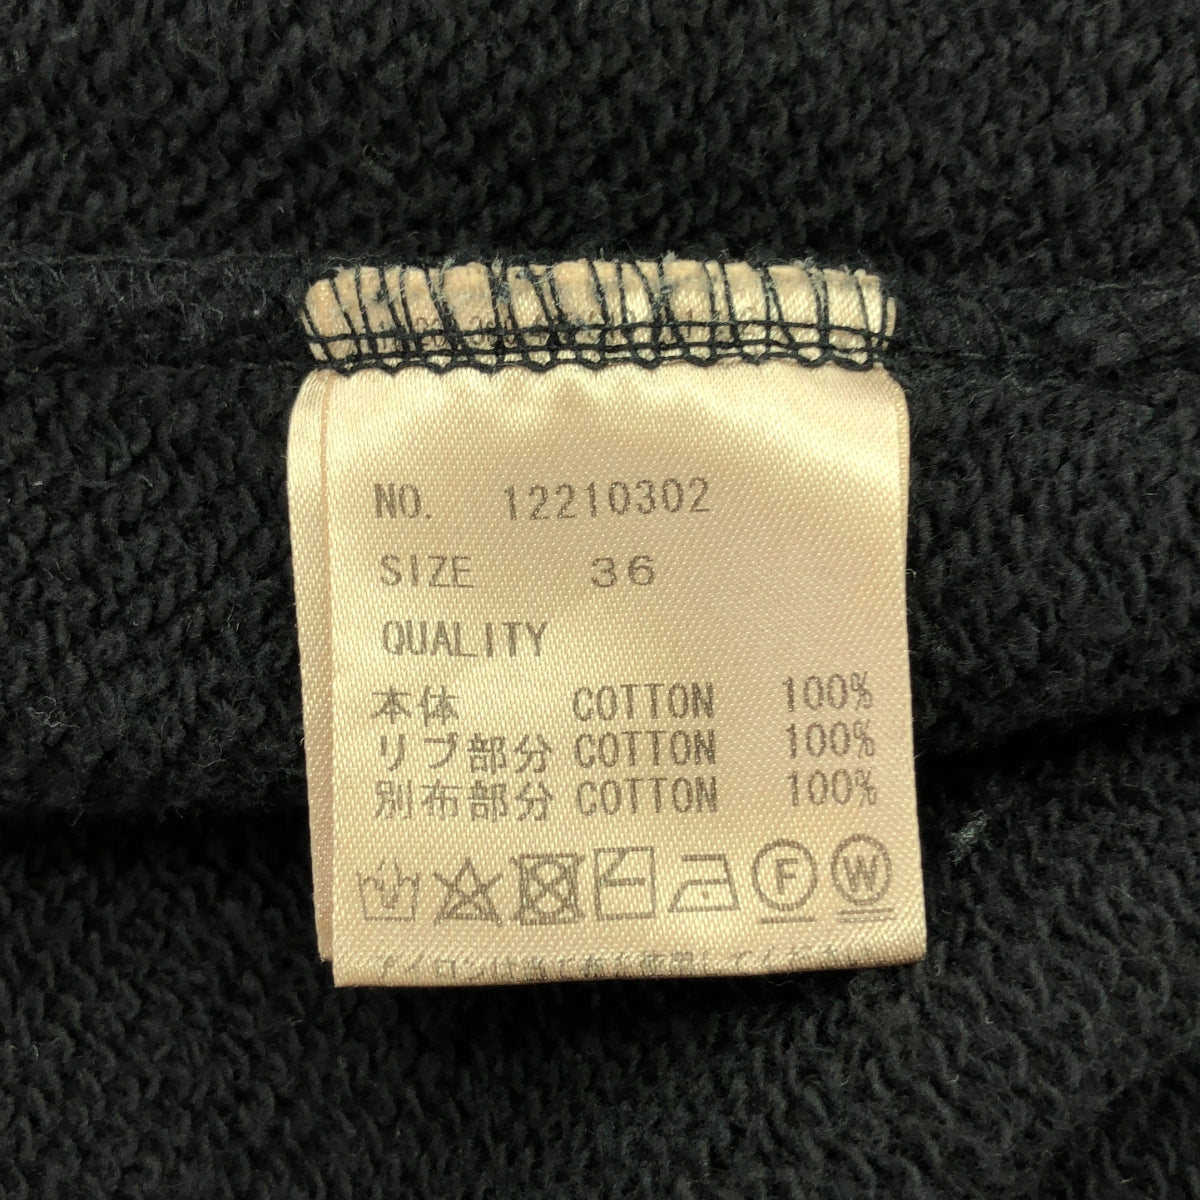 NO. 12210302
SIZE 36
QUALITY
本体 COTTON 100%
リブ部分 COTTON 100%
別布部分 COTTON 100%
F W